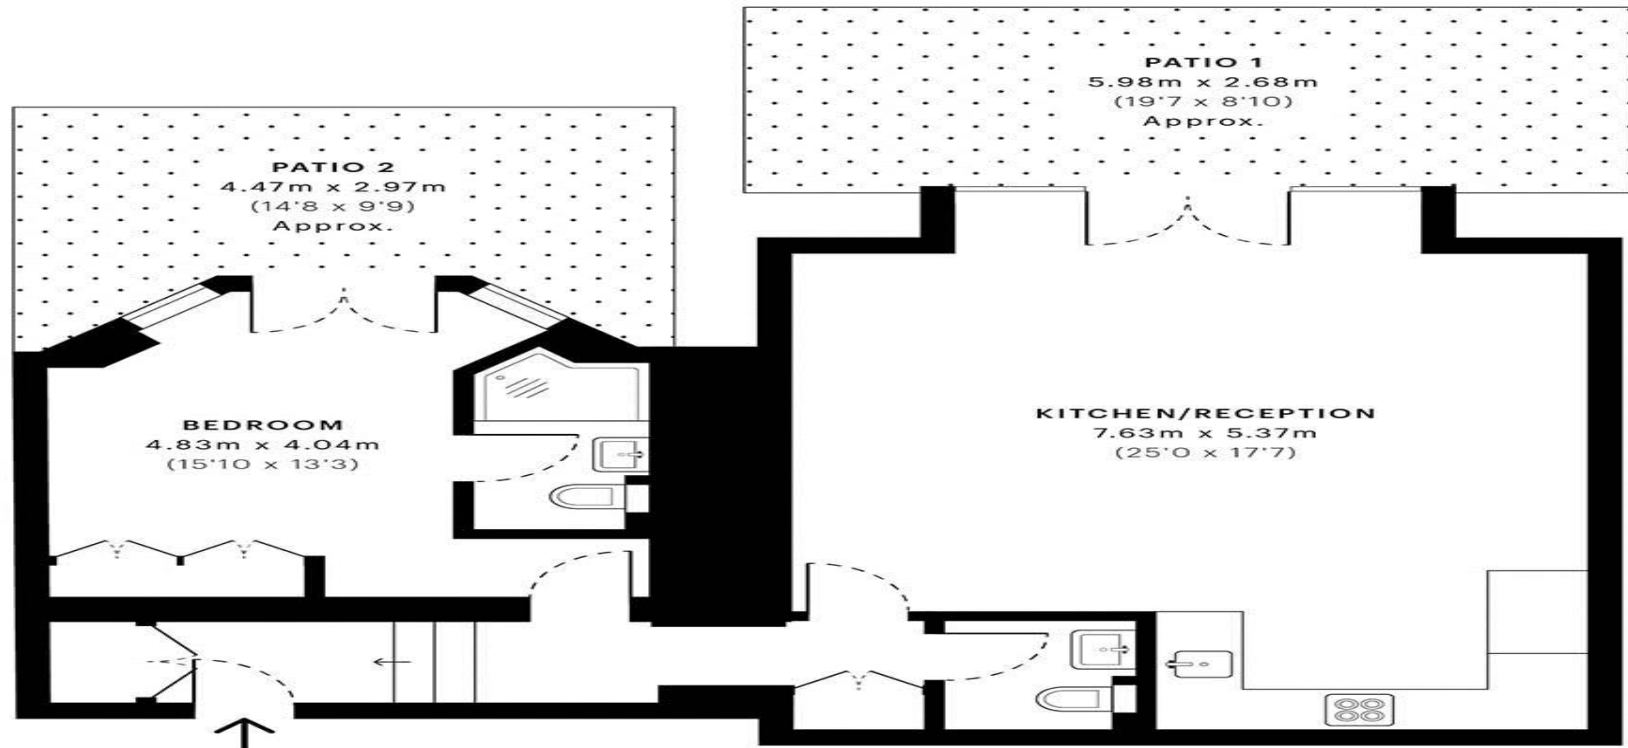 PATIO 1
5.98m x 2.68m
(19'7 x 8'10)
Approx.
PATIO 2
4.47m x 2.97m
(14'8 x 9'9)
Approx.
BEDROOM
4.83m x 4.04m
(15'10 x 13'3)
KITCHEN/RECEPTION
7.63m x 5.37m
(25'0 x 17'7)